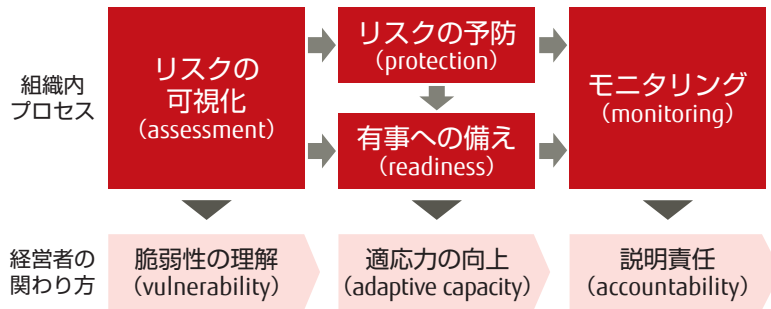 組織内
プロセス
リスクの
可視化
(assessment)
リスクの予防
(protection)
有事への備え
(readiness)
モニタリング
(monitoring)
経営者の
関わり方
脆弱性の理解
(vulnerability)
適応力の向上
(adaptive capacity)
説明責任
(accountability)